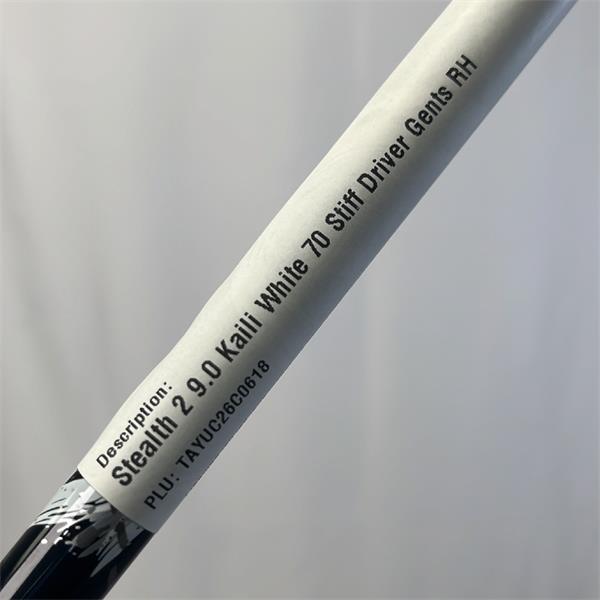 Description:
Stealth 2 9.0 Kaili White 70 Stiff Driver Gents RH
PLU: TAYUC26C0618